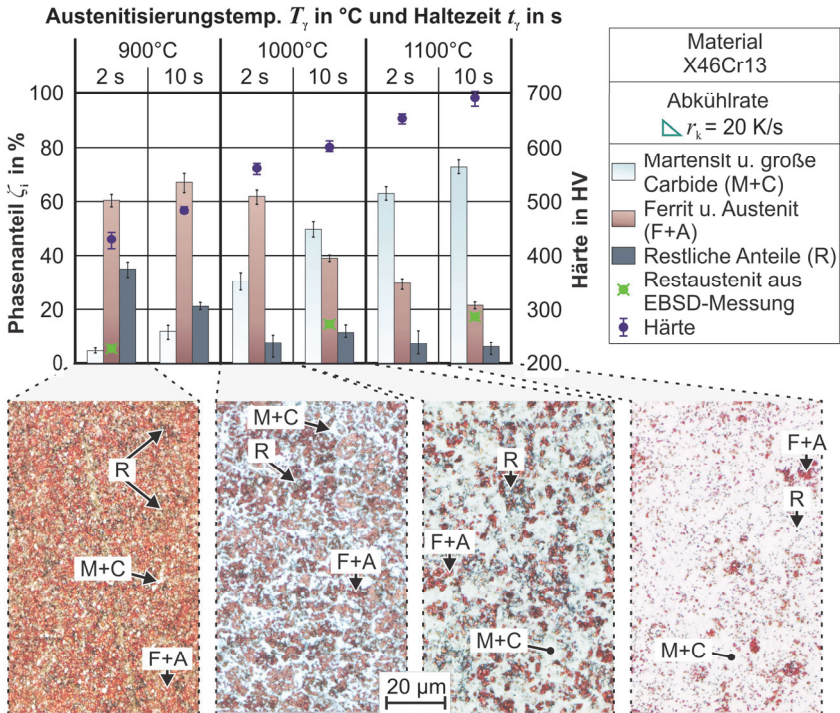 Austenitisierungstemp. Tγ in °C und Haltezeit tγ in s
900°C 1000°C 1100°C
2 s 10 s 2 s 10 s 2 s 10 s
Phasenanteil ζi in %
100
80
60
40
20
0
700
600
500
400
300
200
Härte in HV
Material
X46Cr13
Abkühlrate
rk = 20 K/s
Martenslt u. große
Carbide (M+C)
Ferrit u. Austenit
(F+A)
Restliche Anteile (R)
Restaustenit aus
EBSD-Messung
Härte
R
M+C
F+A
M+C
R
F+A
R
F+A
M+C
F+A
R
M+C
20 µm